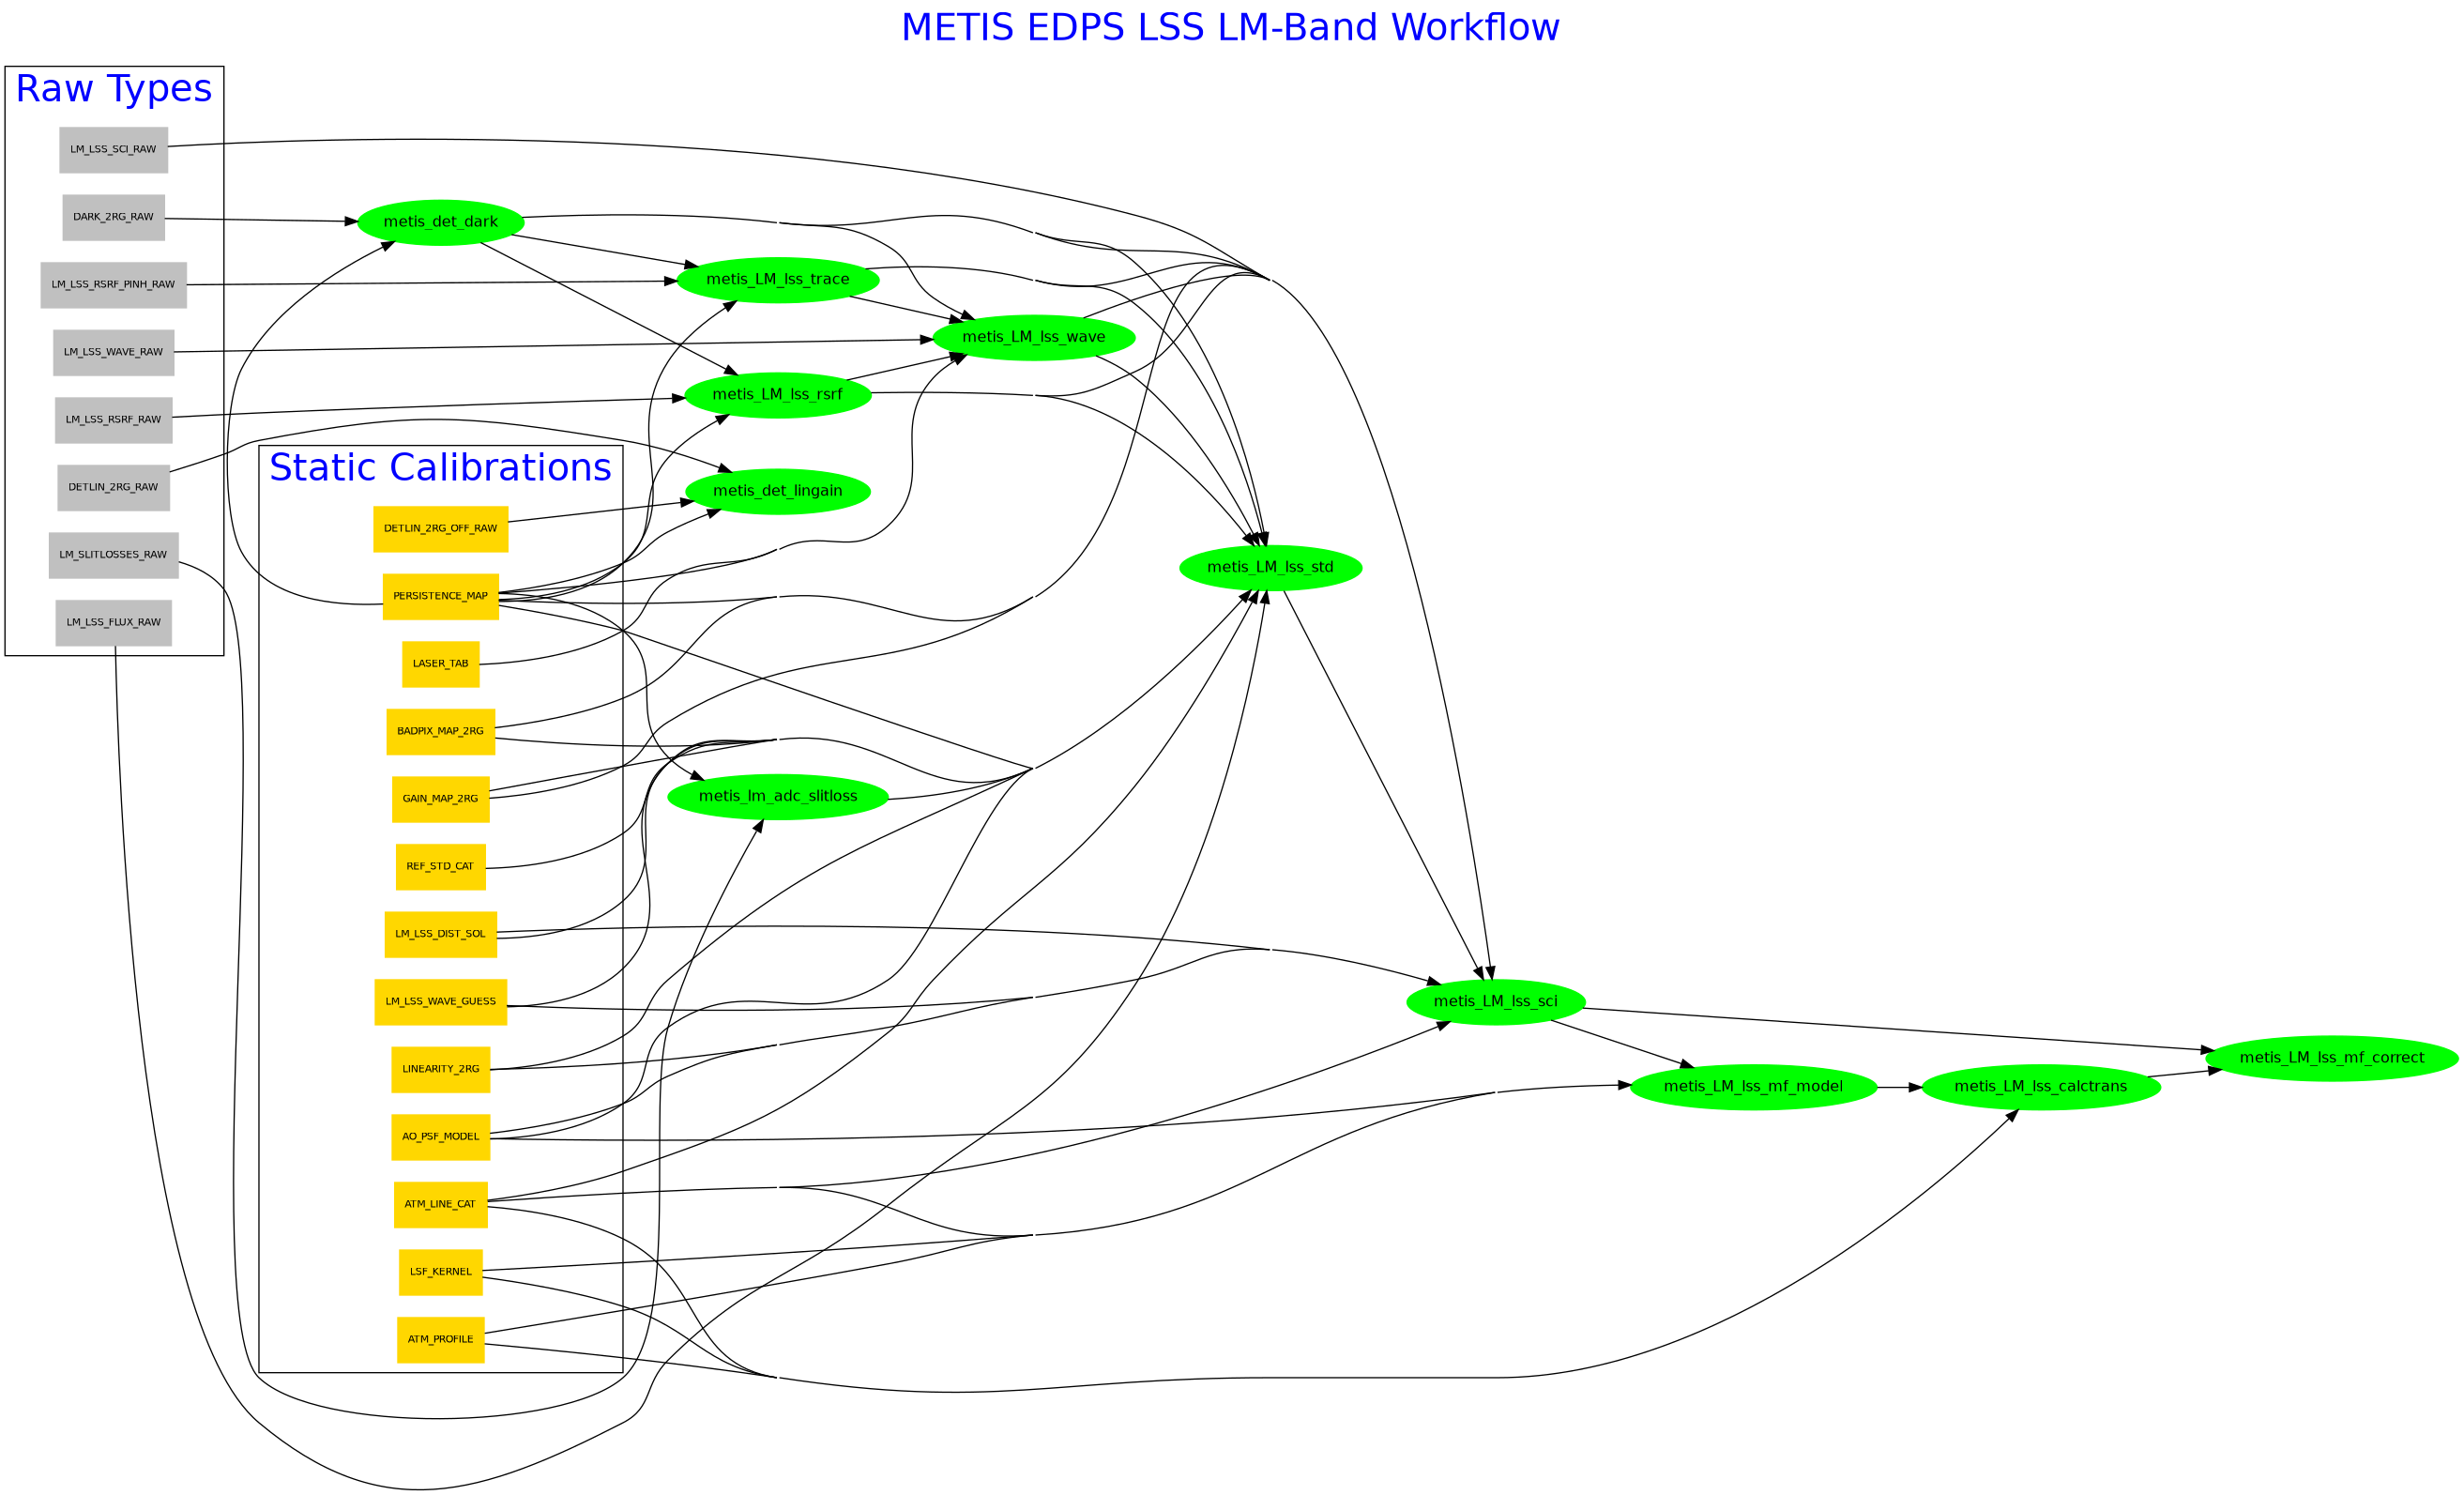 METIS EDPS LSS LM-Band Workflow
Raw Types
LM_LSS_SCI_RAW
DARK_2RG_RAW
LM_LSS_RSRF_PINH_RAW
LM_LSS_WAVE_RAW
LM_LSS_RSRF_RAW
DETLIN_2RG_RAW
LM_SLITLOSSES_RAW
LM_LSS_FLUX_RAW
Static Calibrations
DETLIN_2RG_OFF_RAW
PERSISTENCE_MAP
LASER_TAB
BADPIX_MAP_2RG
GAIN_MAP_2RG
REF_STD_CAT
LM_LSS_DIST_SOL
LM_LSS_WAVE_GUESS
LINEARITY_2RG
AO_PSF_MODEL
ATM_LINE_CAT
LSF_KERNEL
ATM_PROFILE
metis_det_dark
metis_LM_lss_trace
metis_LM_lss_rsrf
metis_det_lingain
metis_lm_adc_slitloss
metis_LM_lss_wave
metis_LM_lss_std
metis_LM_lss_sci
metis_LM_lss_mf_model
metis_LM_lss_calctrans
metis_LM_lss_mf_correct